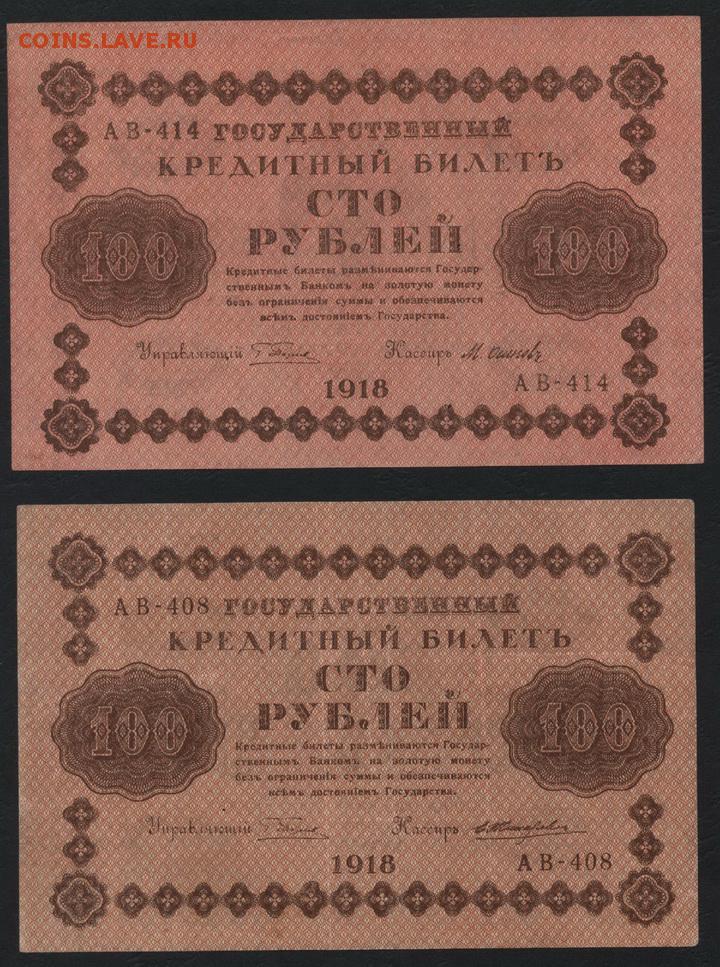 COINS.LAVE.RU
АВ-414 ГОСУДАРСТВЕННЫЙ
КРЕДИТНЫЙ БИЛЕТЪ
СТО
РУБЛЕЙ
100
100
Кредитные билеты размѣниваются Государ-
ственнымъ Банкомъ на золотую монету
безъ ограниченія суммы и обезпечиваются
всѣмъ достояніемъ Государства.
Управляющій
Кассиръ
1918
АВ-414
АВ-408 ГОСУДАРСТВЕННЫЙ
КРЕДИТНЫЙ БИЛЕТЪ
СТО
РУБЛЕЙ
100
100
Кредитные билеты размѣниваются Государ-
ственнымъ Банкомъ на золотую монету
безъ ограниченія суммы и обезпечиваются
всѣмъ достояніемъ Государства.
Управляющій
Кассиръ
1918
АВ-408